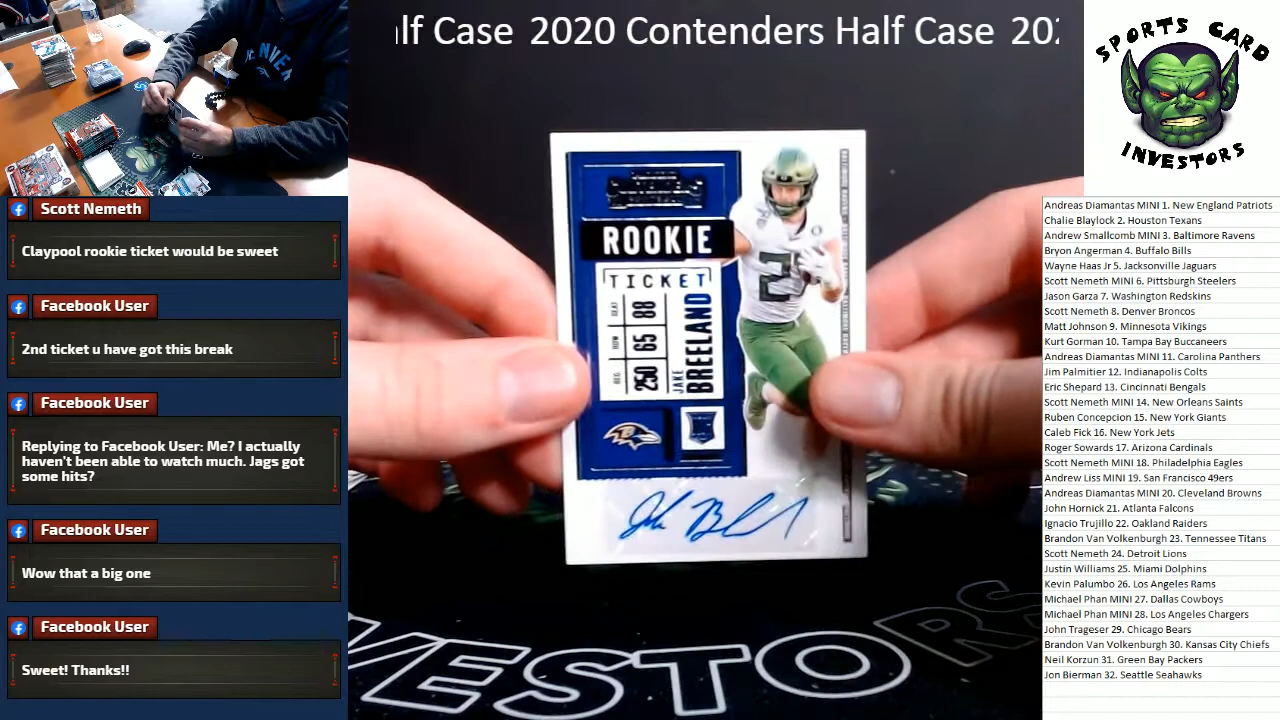 lf Case 2020 Contenders Half Case 202
SPORTS CARD
INVESTORS
Scott Nemeth
Claypool rookie ticket would be sweet
Facebook User
2nd ticket u have got this break
Facebook User
Replying to Facebook User: Me? I actually
haven't been able to watch much. Jags got
some hits?
Facebook User
Wow that a big one
Facebook User
Sweet! Thanks!!
ROOKIE
TICKET
SEAT 88
ROW 65
REG 250
JAKE
BREELAND
VESTORS
Andreas Diamantas MINI 1. New England Patriots
Chalie Blaylock 2. Houston Texans
Andrew Smallcomb MINI 3. Baltimore Ravens
Bryon Angerman 4. Buffalo Bills
Wayne Haas Jr 5. Jacksonville Jaguars
Scott Nemeth MINI 6. Pittsburgh Steelers
Jason Garza 7. Washington Redskins
Scott Nemeth 8. Denver Broncos
Matt Johnson 9. Minnesota Vikings
Kurt Gorman 10. Tampa Bay Buccaneers
Andreas Diamantas MINI 11. Carolina Panthers
Jim Palmitier 12. Indianapolis Colts
Eric Shepard 13. Cincinnati Bengals
Scott Nemeth MINI 14. New Orleans Saints
Ruben Concepcion 15. New York Giants
Caleb Fick 16. New York Jets
Roger Sowards 17. Arizona Cardinals
Scott Nemeth MINI 18. Philadelphia Eagles
Andrew Liss MINI 19. San Francisco 49ers
Andreas Diamantas MINI 20. Cleveland Browns
John Hornick 21. Atlanta Falcons
Ignacio Trujillo 22. Oakland Raiders
Brandon Van Volkenburgh 23. Tennessee Titans
Scott Nemeth 24. Detroit Lions
Justin Williams 25. Miami Dolphins
Kevin Palumbo 26. Los Angeles Rams
Michael Phan MINI 27. Dallas Cowboys
Michael Phan MINI 28. Los Angeles Chargers
John Trageser 29. Chicago Bears
Brandon Van Volkenburgh 30. Kansas City Chiefs
Neil Korzun 31. Green Bay Packers
Jon Bierman 32. Seattle Seahawks